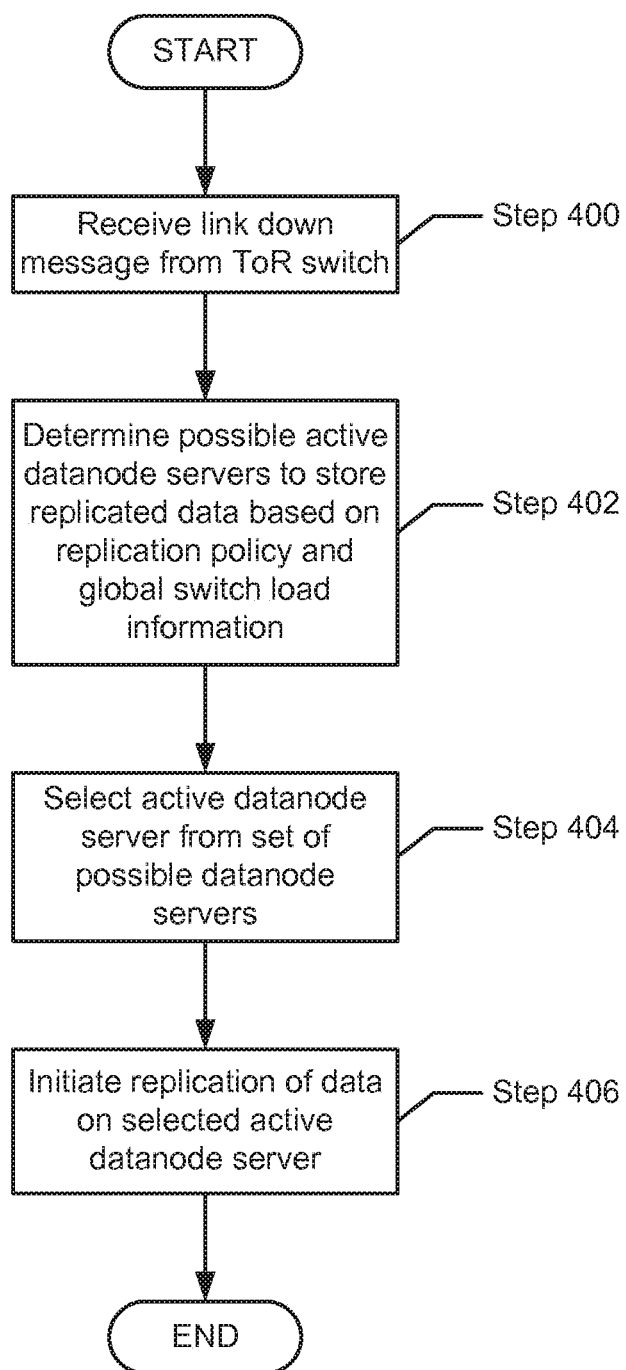 START
Receive link down
message from ToR switch
Step 400
Determine possible active
datanode servers to store
replicated data based on
replication policy and
global switch load
information
Step 402
Select active datanode
server from set of
possible datanode
servers
Step 404
Initiate replication of data
on selected active
datanode server
Step 406
END